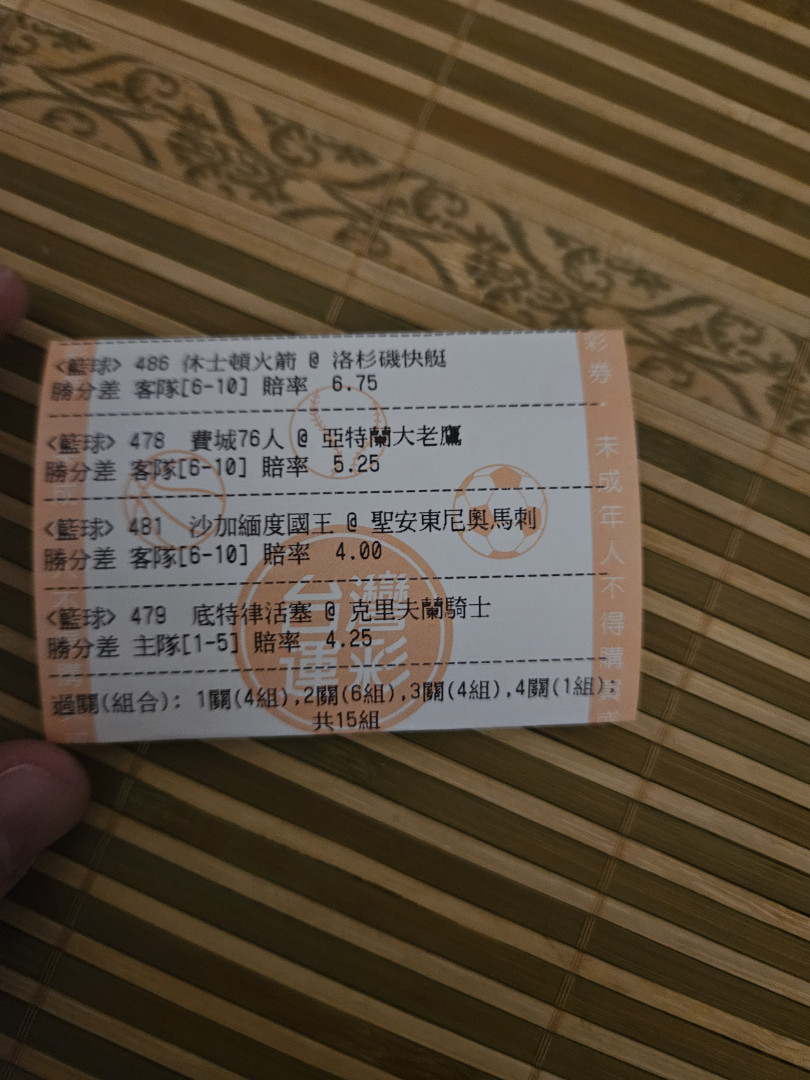 <籃球> 486 休士頓火箭 @ 洛杉磯快艇
勝分差 客隊[6-10] 賠率 6.75
<籃球> 478 費城76人 @ 亞特蘭大老鷹
勝分差 客隊[6-10] 賠率 5.25
<籃球> 481 沙加緬度國王 @ 聖安東尼奧馬刺
勝分差 客隊[6-10] 賠率 4.00
<籃球> 479 底特律活塞 @ 克里夫蘭騎士
勝分差 主隊[1-5] 賠率 4.25
過關(組合): 1關(4組),2關(6組),3關(4組),4關(1組);
共15組
台灣
運彩
彩券.未成年人不得購買